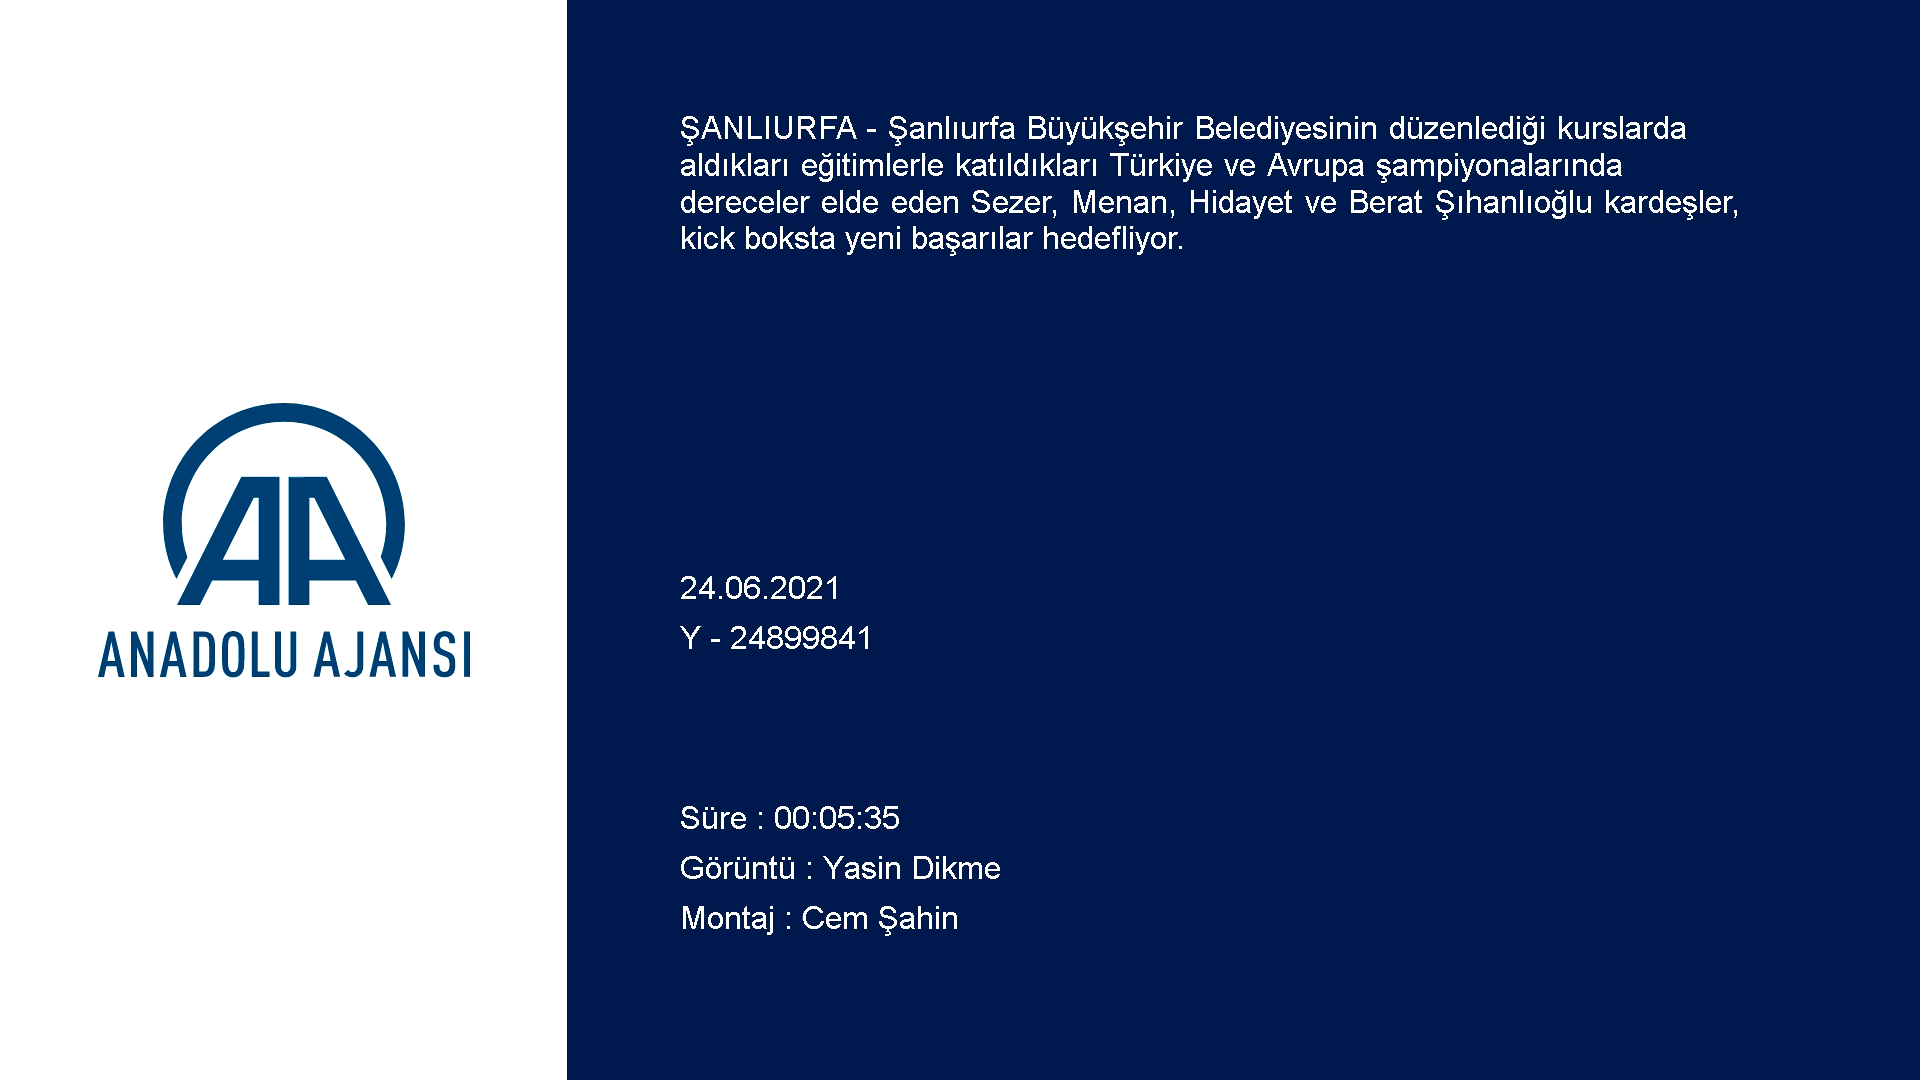 ŞANLIURFA - Şanlıurfa Büyükşehir Belediyesinin düzenlediği kurslarda
aldıkları eğitimlerle katıldıkları Türkiye ve Avrupa şampiyonalarında
dereceler elde eden Sezer, Menan, Hidayet ve Berat Şıhanlıoğlu kardeşler,
kick boksta yeni başarılar hedefliyor.
AA
ANADOLU AJANSI
24.06.2021
Y - 24899841
Süre : 00:05:35
Görüntü : Yasin Dikme
Montaj : Cem Şahin